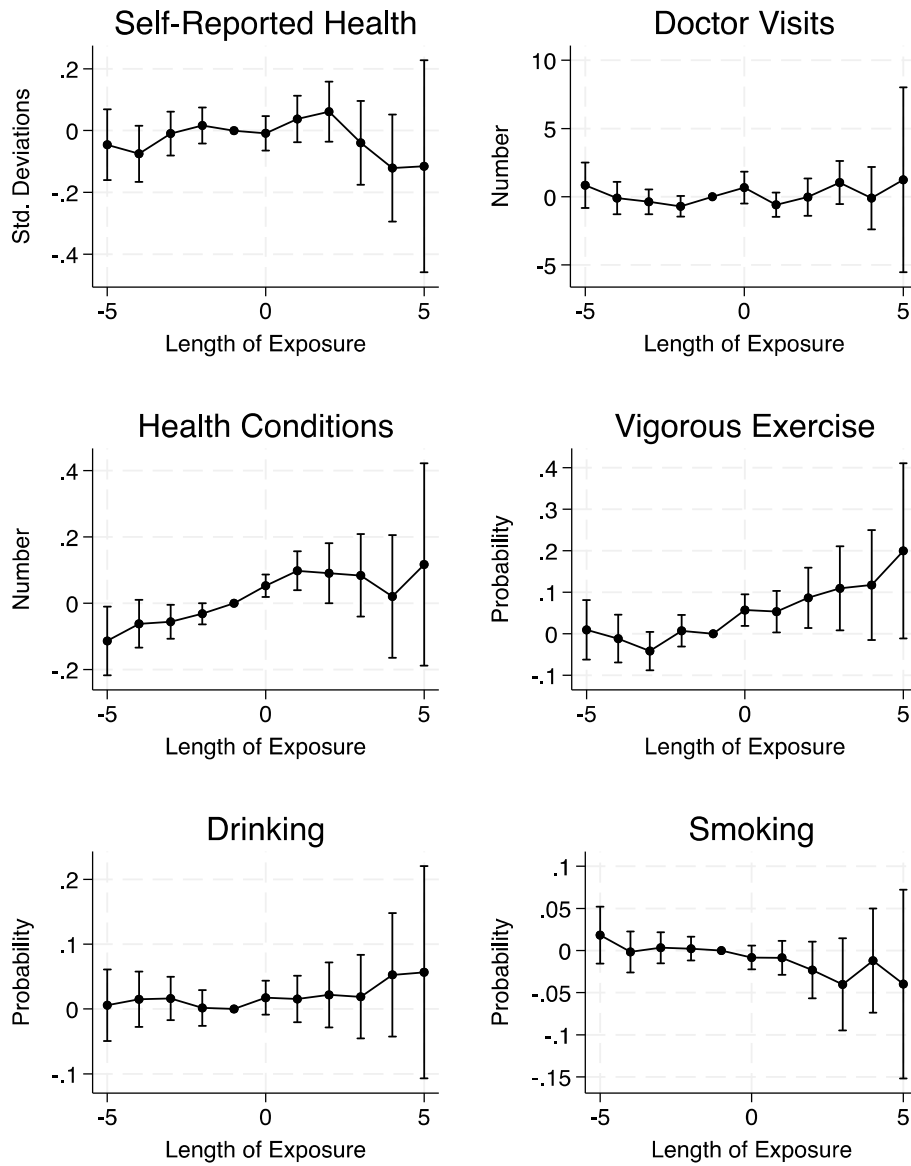 Self-Reported Health
Std. Deviations
.2
0
-.2
-.4
-5
0
5
Length of Exposure
Doctor Visits
Number
10
5
0
-5
-5
0
5
Length of Exposure
Health Conditions
Number
.4
.2
0
-.2
-5
0
5
Length of Exposure
Vigorous Exercise
Probability
.4
.3
.2
.1
0
-.1
-5
0
5
Length of Exposure
Drinking
Probability
.2
.1
0
-.1
-5
0
5
Length of Exposure
Smoking
Probability
.1
.05
0
-.05
-.1
-.15
-5
0
5
Length of Exposure